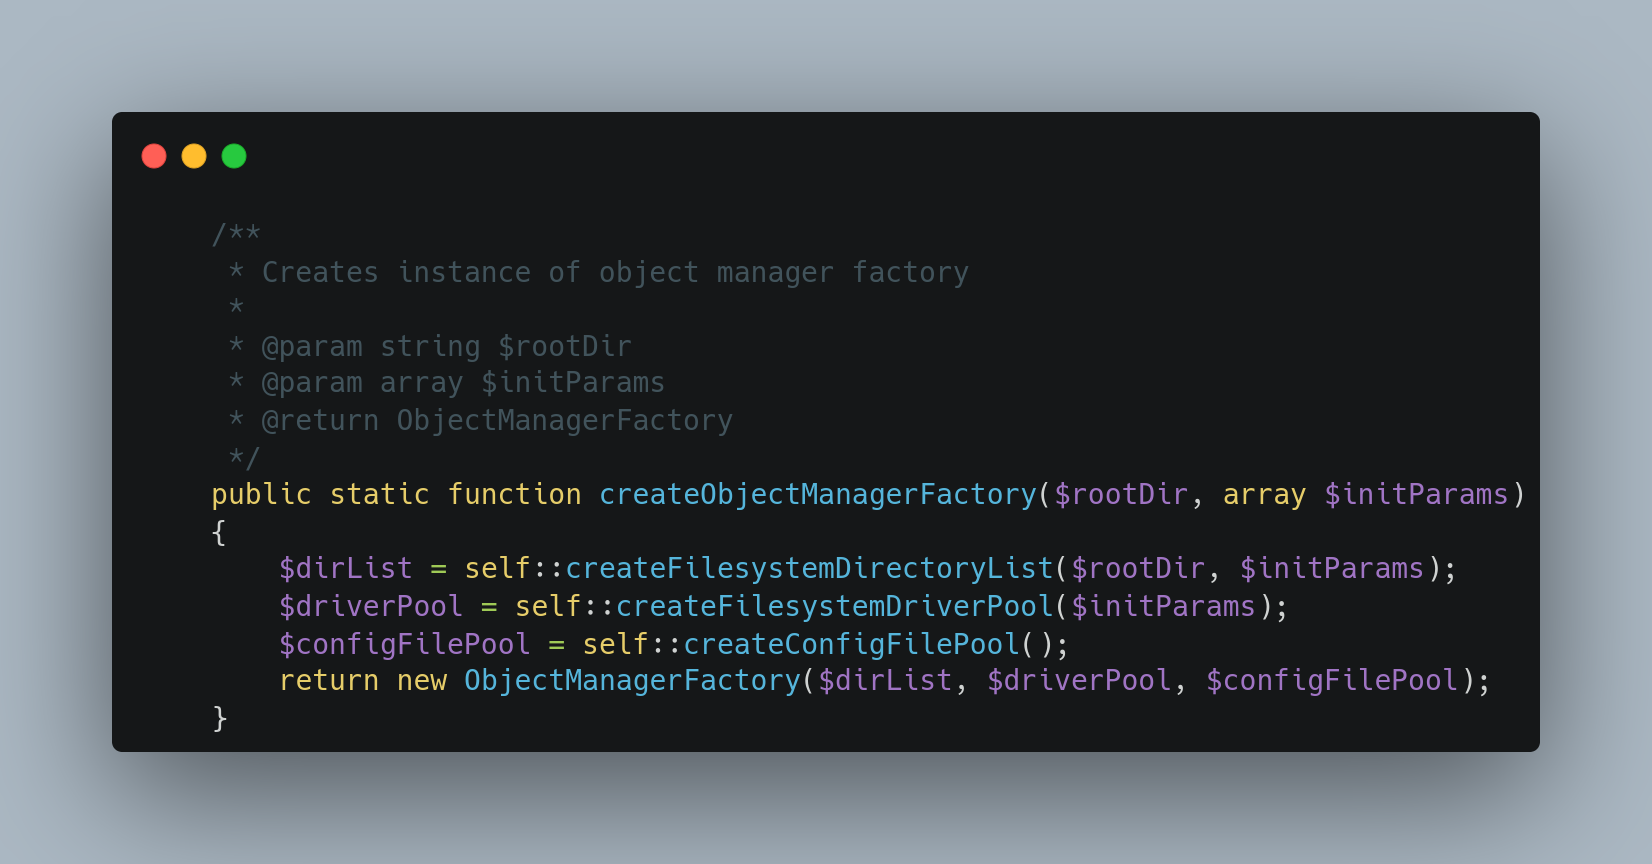 /**
 * Creates instance of object manager factory
 *
 * @param string $rootDir
 * @param array $initParams
 * @return ObjectManagerFactory
 */
public static function createObjectManagerFactory($rootDir, array $initParams)
{
    $dirList = self::createFilesystemDirectoryList($rootDir, $initParams);
    $driverPool = self::createFilesystemDriverPool($initParams);
    $configFilePool = self::createConfigFilePool();
    return new ObjectManagerFactory($dirList, $driverPool, $configFilePool);
}